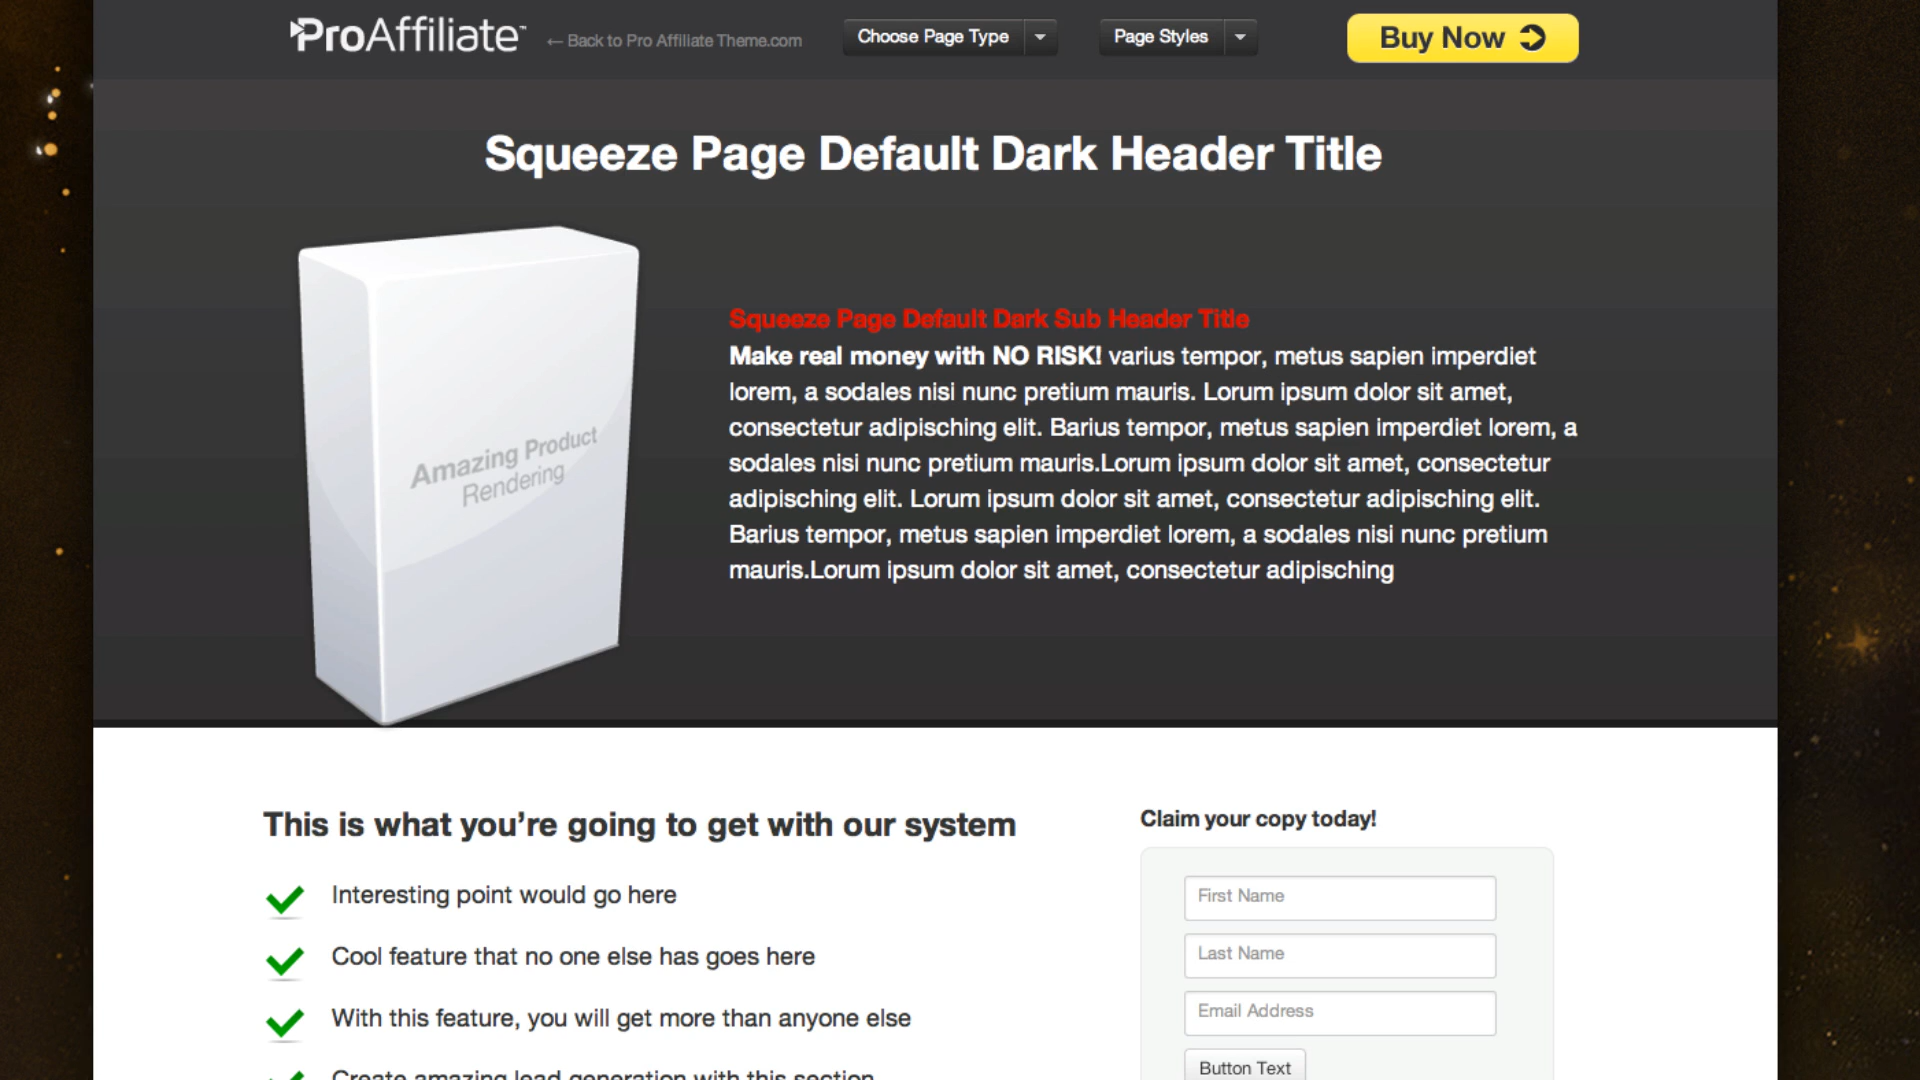 ProAffiliate™ ← Back to Pro Affiliate Theme.com Choose Page Type Page Styles Buy Now
Squeeze Page Default Dark Header Title
Amazing Product
Rendering
Squeeze Page Default Dark Sub Header Title
Make real money with NO RISK! varius tempor, metus sapien imperdiet
lorem, a sodales nisi nunc pretium mauris. Lorum ipsum dolor sit amet,
consectetur adipisching elit. Barius tempor, metus sapien imperdiet lorem, a
sodales nisi nunc pretium mauris.Lorum ipsum dolor sit amet, consectetur
adipisching elit. Lorum ipsum dolor sit amet, consectetur adipisching elit.
Barius tempor, metus sapien imperdiet lorem, a sodales nisi nunc pretium
mauris.Lorum ipsum dolor sit amet, consectetur adipisching
This is what you’re going to get with our system
Interesting point would go here
Cool feature that no one else has goes here
With this feature, you will get more than anyone else
Create amazing lead generation with this section
Claim your copy today!
First Name
Last Name
Email Address
Button Text